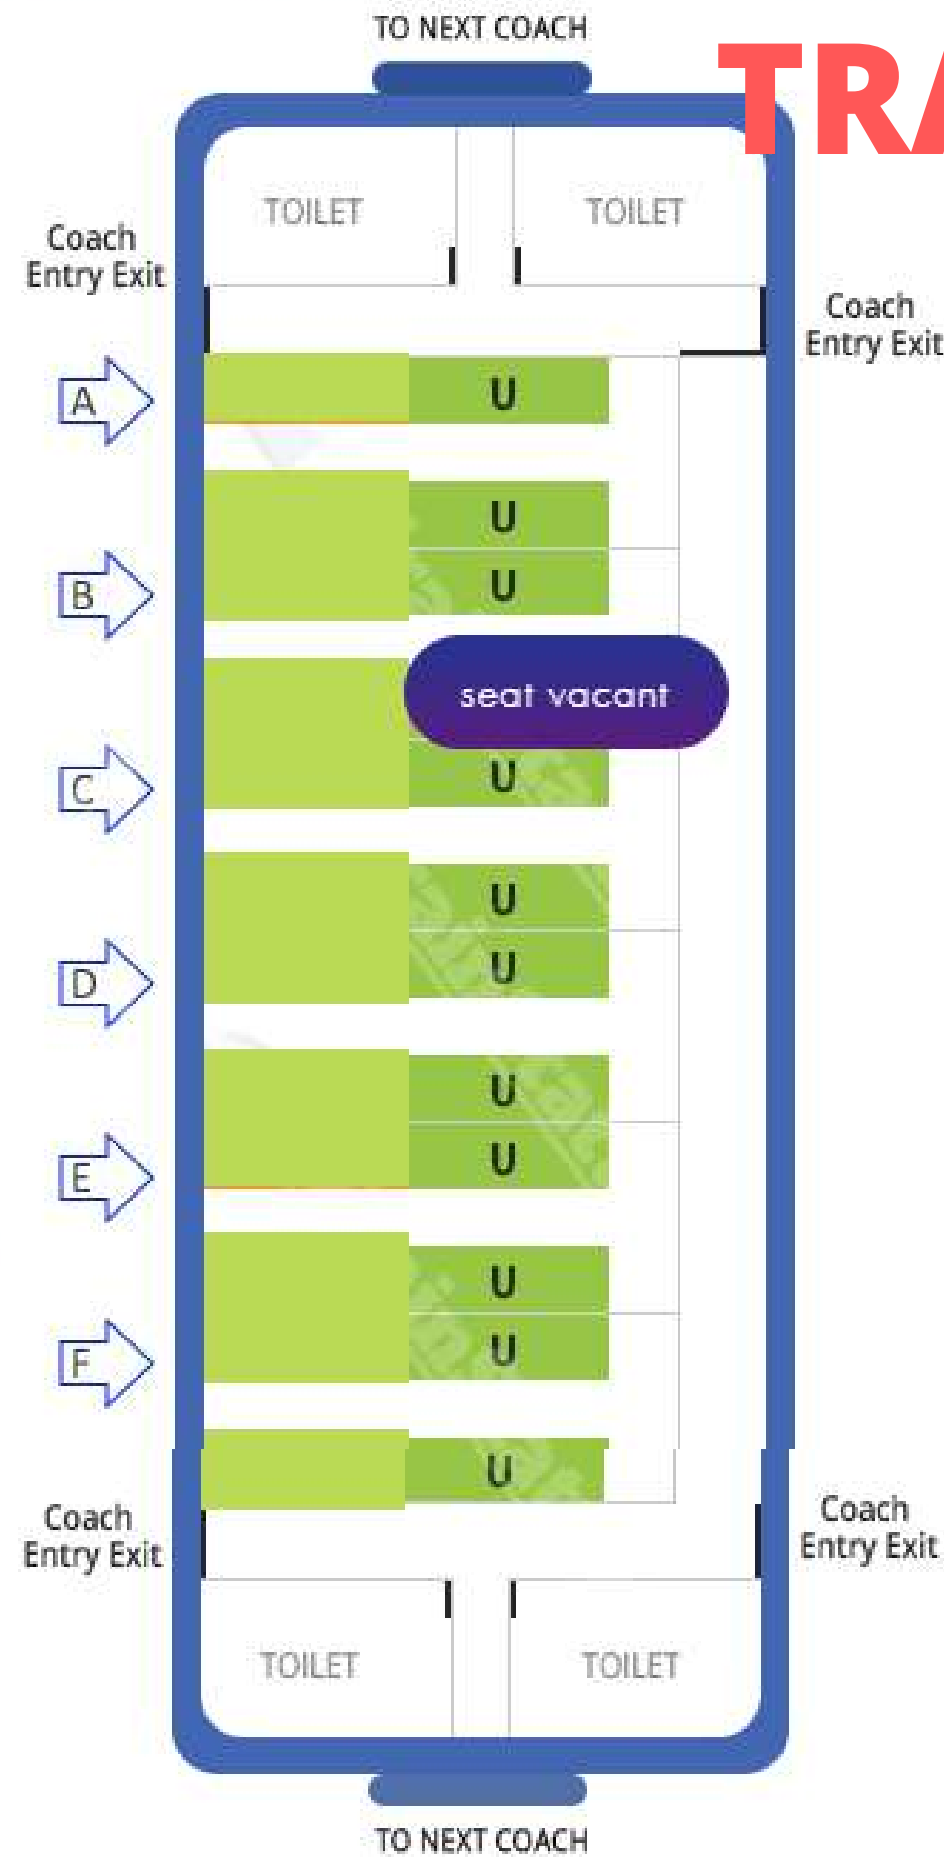 TO NEXT COACH
TRA
TOILET TOILET
Coach
Entry Exit
Coach
Entry Exit
A
U
U
B
U
seat vacant
C
U
U
D
U
U
E
U
U
F
U
U
Coach
Entry Exit
Coach
Entry Exit
TOILET TOILET
TO NEXT COACH